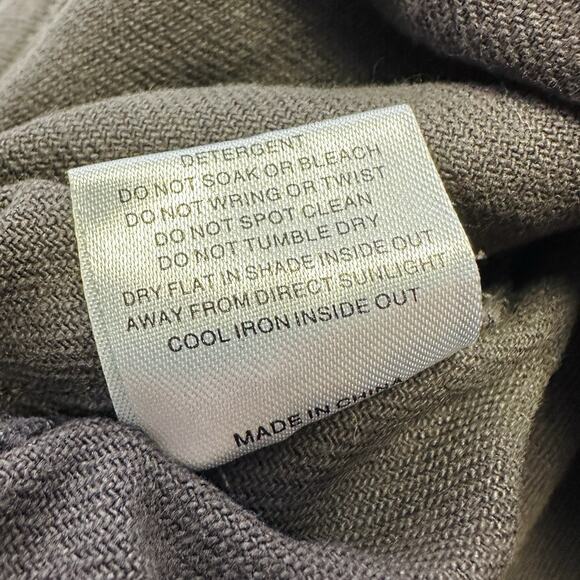 DETERGENT
DO NOT SOAK OR BLEACH
DO NOT WRING OR TWIST
DO NOT SPOT CLEAN
DO NOT TUMBLE DRY
DRY FLAT IN SHADE INSIDE OUT
AWAY FROM DIRECT SUNLIGHT
COOL IRON INSIDE OUT
MADE IN CHINA